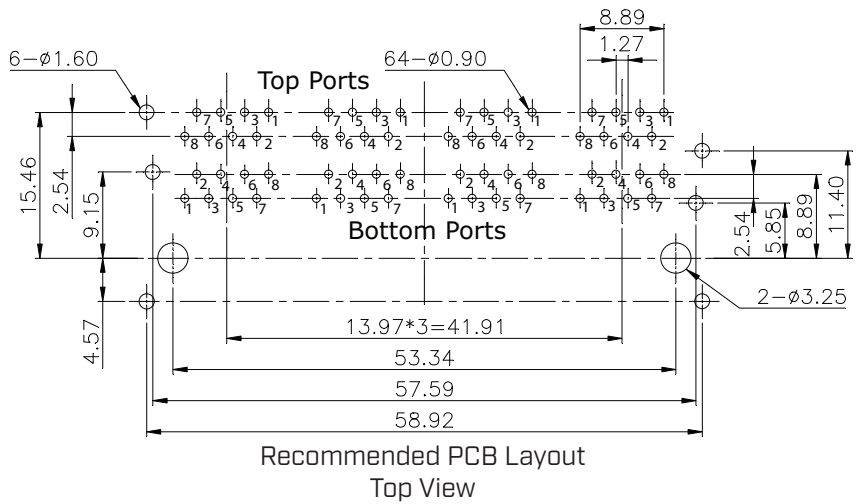 8.89
1.27
6-ø1.60
Top Ports
64-ø0.90
7 5 3 1 7 5 3 1 7 5 3 1 7 5 3 1
8 6 4 2 8 6 4 2 8 6 4 2 8 6 4 2
2 4 6 8 2 4 6 8 2 4 6 8 2 4 6 8
1 3 5 7 1 3 5 7 1 3 5 7 1 3 5 7
Bottom Ports
15.46
2.54
9.15
4.57
2.54
5.85
8.89
11.40
2-ø3.25
13.97*3=41.91
53.34
57.59
58.92
Recommended PCB Layout
Top View